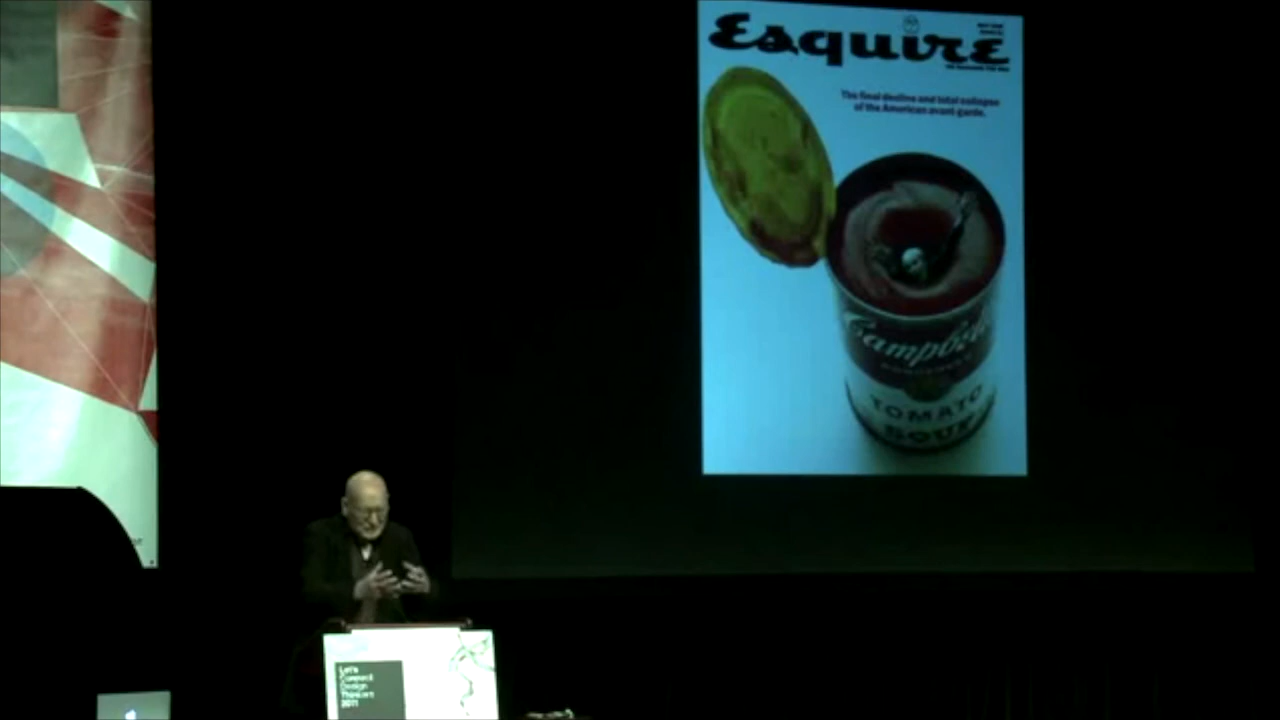 Esquire
The final decline and total collapse
of the American avant-garde.
Campbell's
TOMATO
SOUP
Let's
Connect
Design
Thinkers
2011